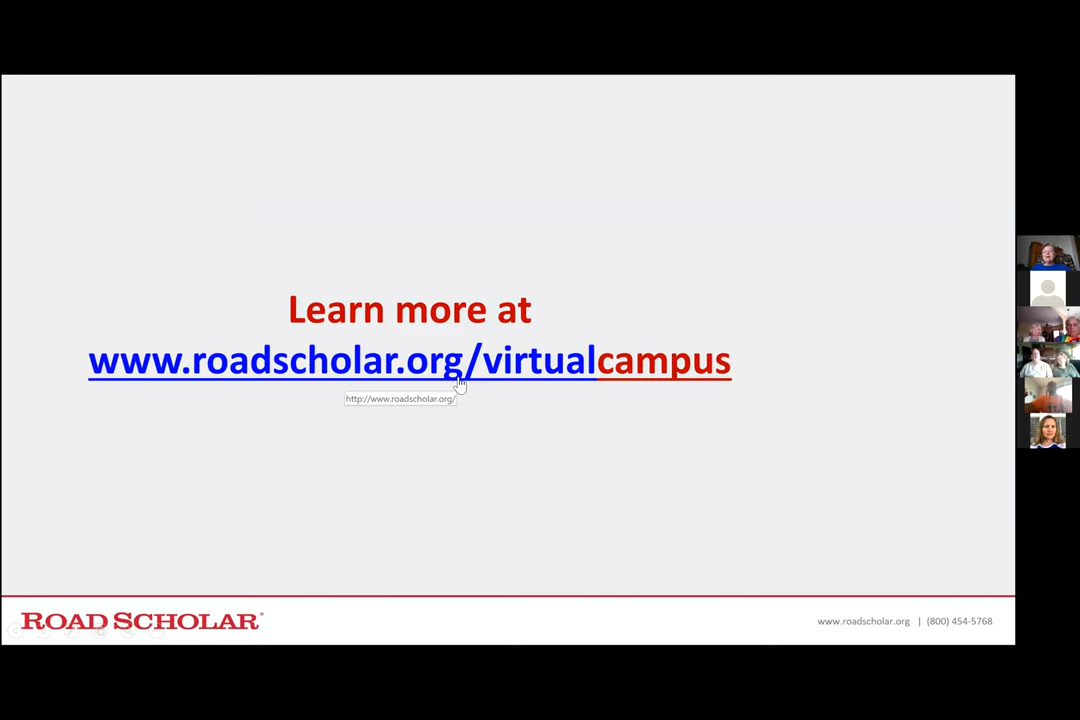 Learn more at
www.roadscholar.org/virtualcampus
http://www.roadscholar.org/
ROAD SCHOLAR®
www.roadscholar.org | (800) 454-5768